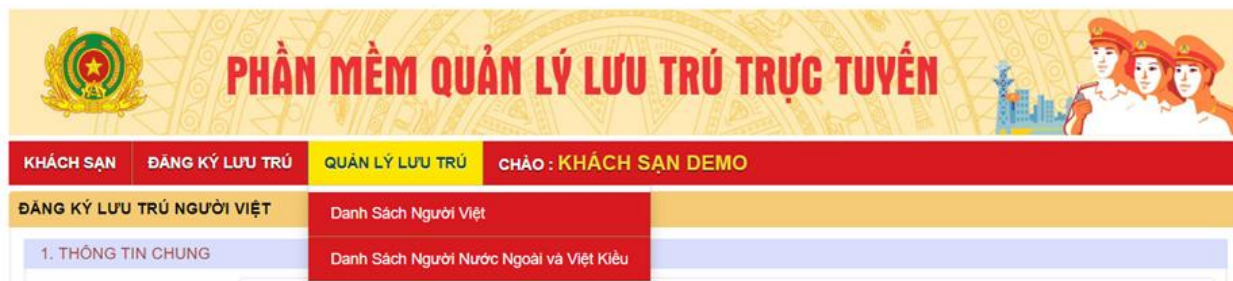 PHẦN MỀM QUẢN LÝ LƯU TRÚ TRỰC TUYẾN
KHÁCH SẠN ĐĂNG KÝ LƯU TRÚ QUẢN LÝ LƯU TRÚ CHÀO : KHÁCH SẠN DEMO
ĐĂNG KÝ LƯU TRÚ NGƯỜI VIỆT
Danh Sách Người Việt
1. THÔNG TIN CHUNG
Danh Sách Người Nước Ngoài và Việt Kiều